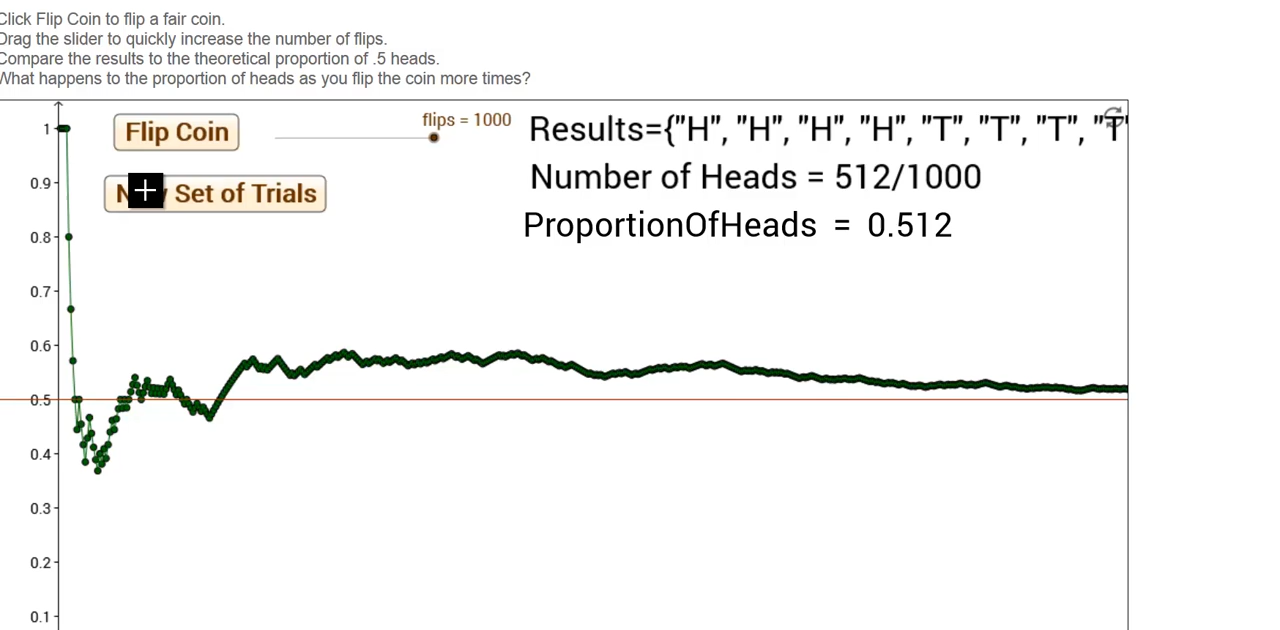 Click Flip Coin to flip a fair coin.
Drag the slider to quickly increase the number of flips.
Compare the results to the theoretical proportion of .5 heads.
What happens to the proportion of heads as you flip the coin more times?
1
Flip Coin
flips = 1000
Results={"H", "H", "H", "H", "T", "T", "T", "T"
0.9
Set of Trials
Number of Heads = 512/1000
0.8
ProportionOfHeads = 0.512
0.7
0.6
0.5
0.4
0.3
0.2
0.1